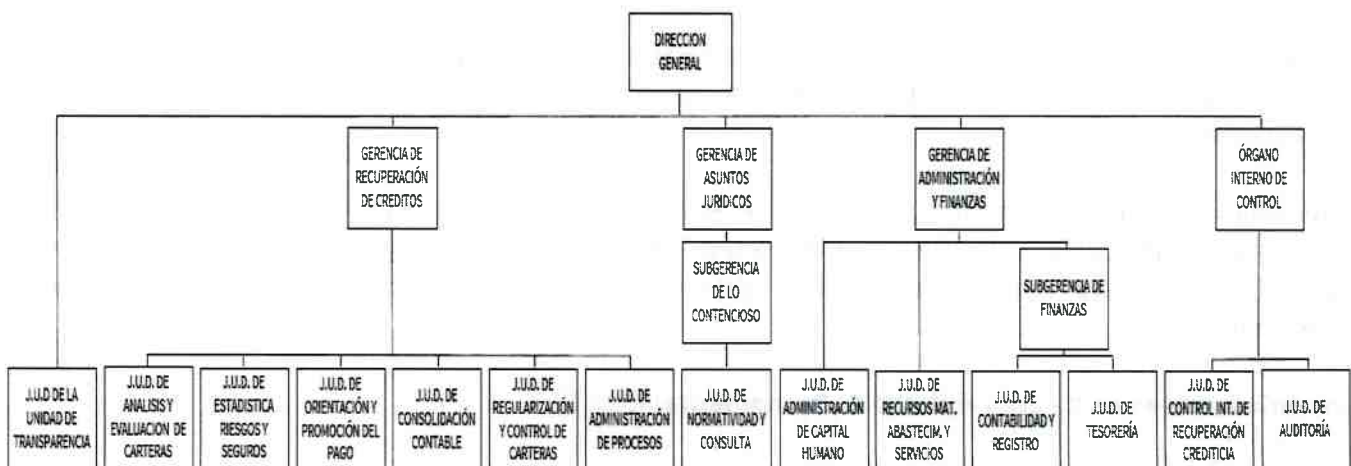 DIRECCION
GENERAL
GERENCIA DE
RECUPERACIÓN
DE CREDITOS
GERENCIA DE
ASUNTOS
JURIDICOS
GERENCIA DE
ADMINISTRACIÓN
Y FINANZAS
ÓRGANO
INTERNO DE
CONTROL
SUBGERENCIA
DE LO
CONTENCIOSO
SUBGERENCIA DE
FINANZAS
J.U.D DE LA
UNIDAD DE
TRANSPARENCIA
J.U.D. DE
ANALISIS Y
EVALUACION DE
CARTERAS
J.U.D. DE
ESTADISTICA
RIESGOS Y
SEGUROS
J.U.D. DE
ORIENTACIÓN Y
PROMOCIÓN DEL
PAGO
J.U.D. DE
CONSOLIDACIÓN
CONTABLE
J.U.D. DE
REGULARIZACIÓN
Y CONTROL DE
CARTERAS
J.U.D. DE
ADMINISTRACIÓN
DE PROCESOS
J.U.D. DE
NORMATIVIDAD Y
CONSULTA
J.U.D. DE
ADMINISTRACIÓN
DE CAPITAL
HUMANO
J.U.D. DE
RECURSOS MAT.
ABASTECIM. Y
SERVICIOS
J.U.D. DE
CONTABILIDAD Y
REGISTRO
J.U.D. DE
TESORERÍA
J.U.D. DE
CONTROL INT. DE
RECUPERACIÓN
CREDITICIA
J.U.D. DE
AUDITORÍA